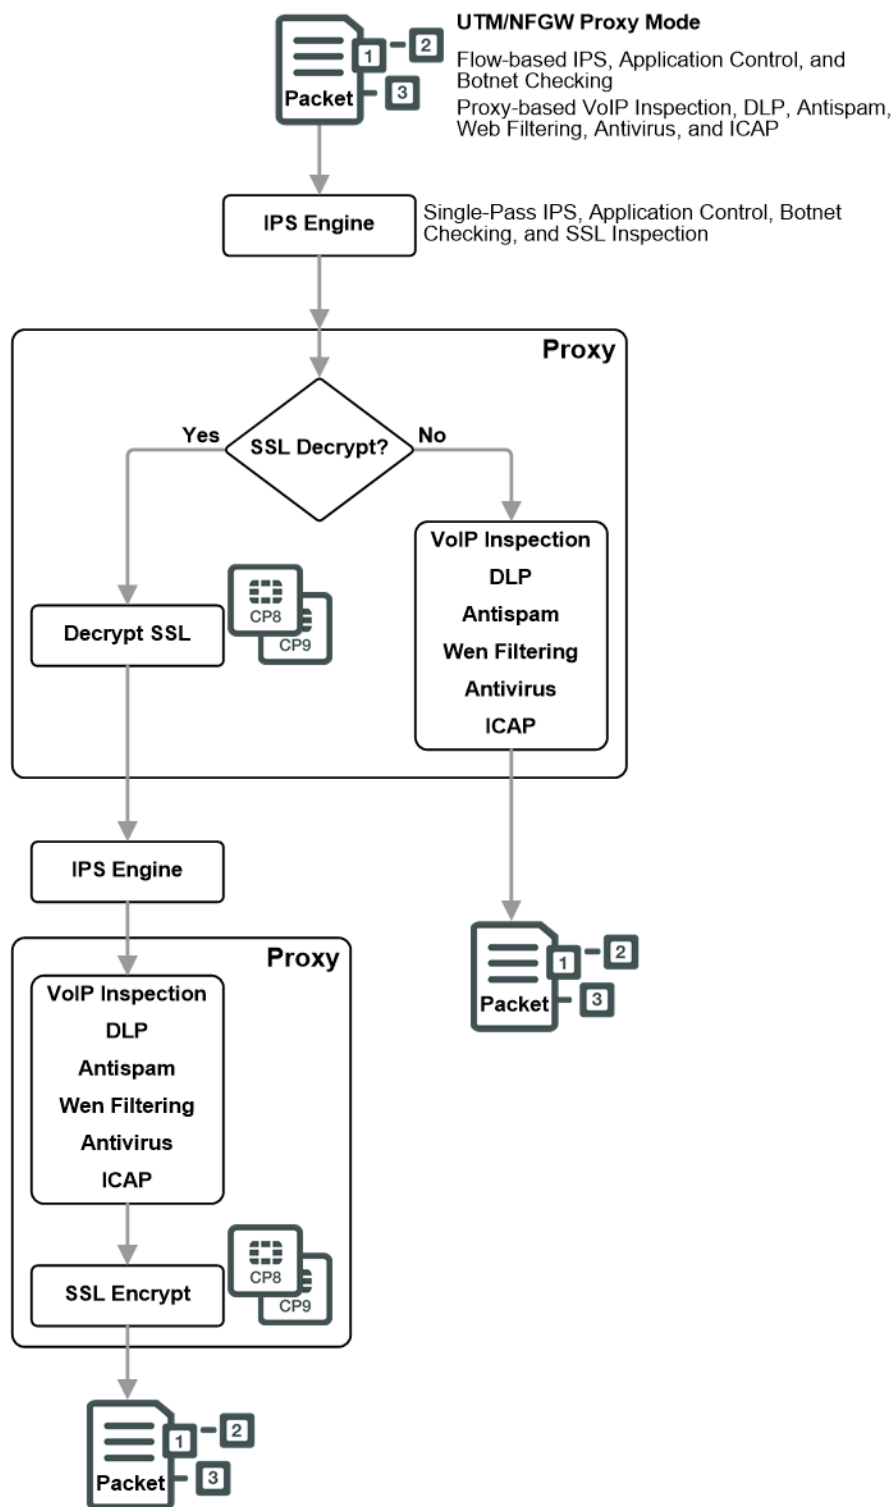 UTM/NFGW Proxy Mode
Flow-based IPS, Application Control, and
Botnet Checking
Proxy-based VoIP Inspection, DLP, Antispam,
Web Filtering, Antivirus, and ICAP
1
2
3
Packet
IPS Engine
Single-Pass IPS, Application Control, Botnet
Checking, and SSL Inspection
Proxy
SSL Decrypt?
Yes
No
Decrypt SSL
CP8
CP9
VoIP Inspection
DLP
Antispam
Wen Filtering
Antivirus
ICAP
IPS Engine
1
2
3
Packet
Proxy
VoIP Inspection
DLP
Antispam
Wen Filtering
Antivirus
ICAP
SSL Encrypt
CP8
CP9
1
2
3
Packet